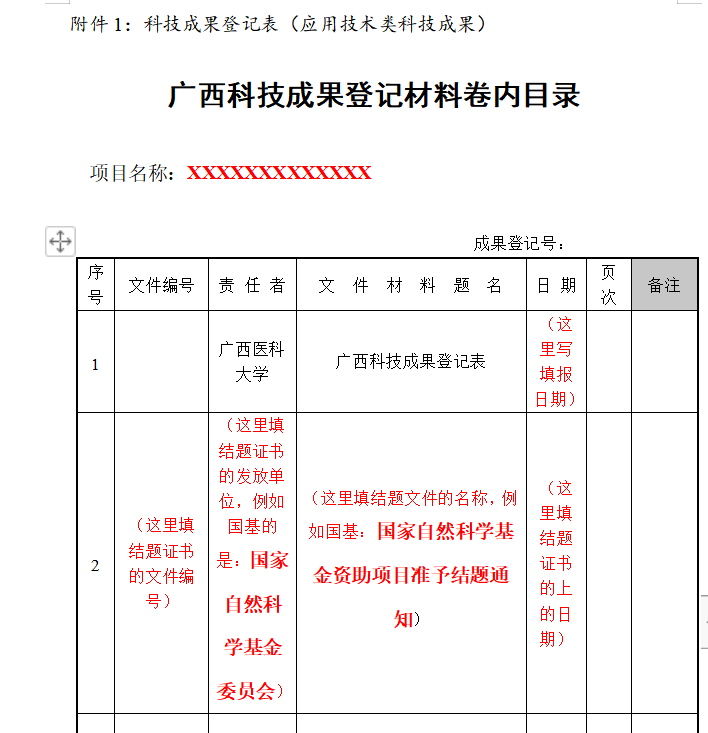 附件 1：科技成果登记表（应用技术类科技成果）
广西科技成果登记材料卷内目录
项目名称：XXXXXXXXXXXXX
成果登记号：
序
号
文件编号
责 任 者
文 件 材 料 题 名
日 期
页
次
备注
1
广西医科
大学
广西科技成果登记表
（这
里写
填报
日期）
2
（这里填
结题证书
的文件编
号）
（这里填
结题证书
的发放单
位，例如
国基的
是：国家
自然科
学基金
委员会）
（这里填结题文件的名称，例
如国基：国家自然科学基
金资助项目准予结题通
知）
（这
里填
结题
证书
的上
的日
期）